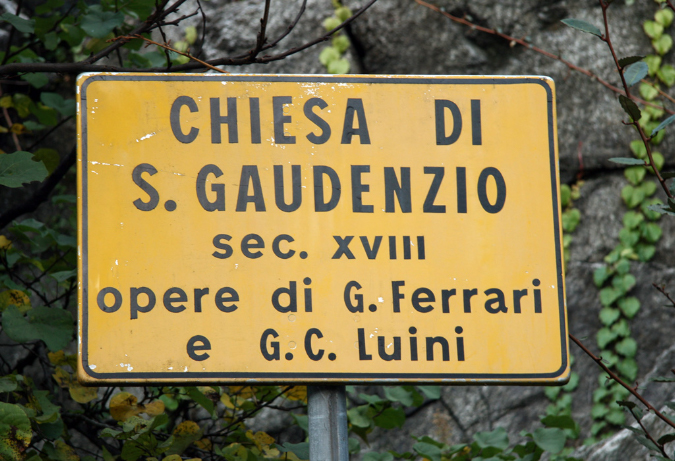 CHIESA DI
S. GAUDENZIO
sec. XVIII
opere di G. Ferrari
e G. C. Luini